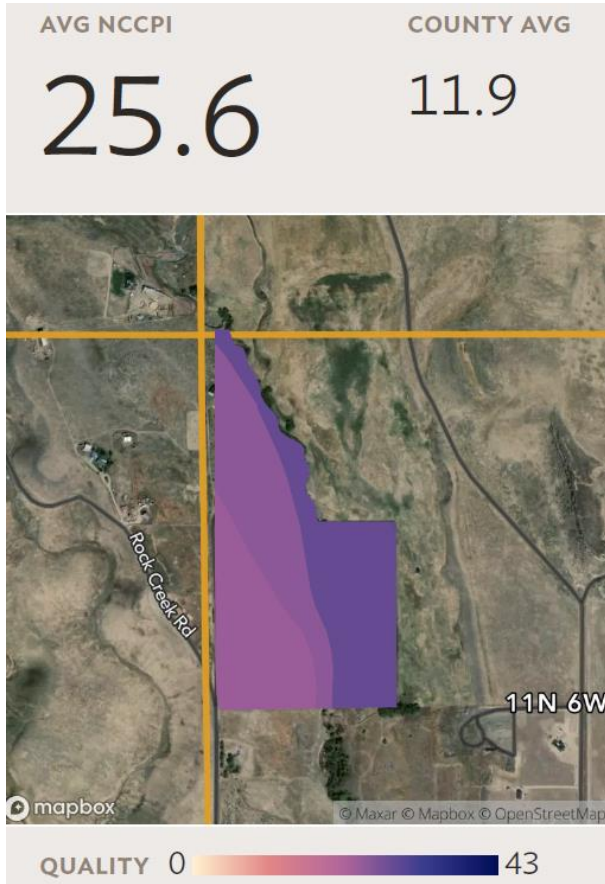 AVG NCCPI COUNTY AVG
25.6 11.9
Rock Creek Rd
11N 6W
mapbox © Maxar © Mapbox © OpenStreetMap
QUALITY 0 43